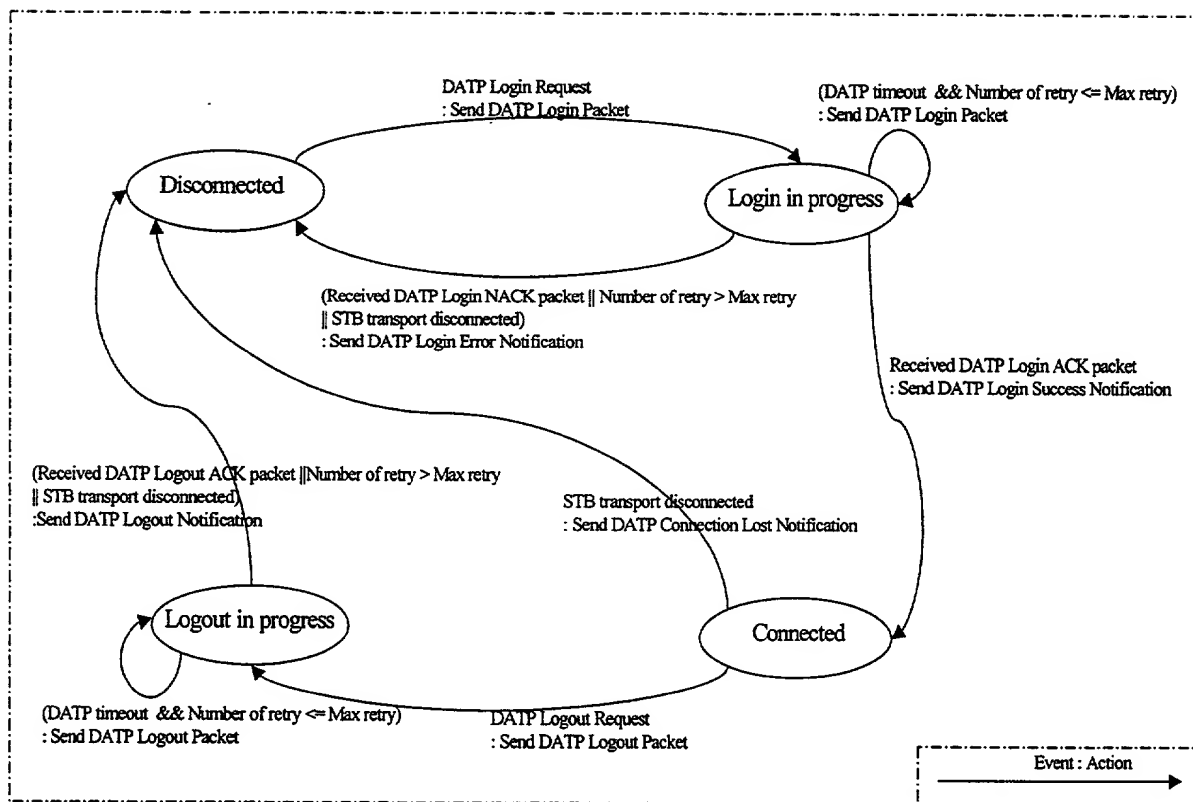 DATP Login Request
: Send DATP Login Packet
(DATP timeout && Number of retry <= Max retry)
: Send DATP Login Packet
Disconnected
Login in progress
(Received DATP Login NACK packet || Number of retry > Max retry
|| STB transport disconnected)
: Send DATP Login Error Notification
Received DATP Login ACK packet
: Send DATP Login Success Notification
(Received DATP Logout ACK packet ||Number of retry > Max retry
|| STB transport disconnected)
:Send DATP Logout Notification
STB transport disconnected
: Send DATP Connection Lost Notification
Logout in progress
Connected
(DATP timeout && Number of retry <= Max retry)
: Send DATP Logout Packet
DATP Logout Request
: Send DATP Logout Packet
Event : Action